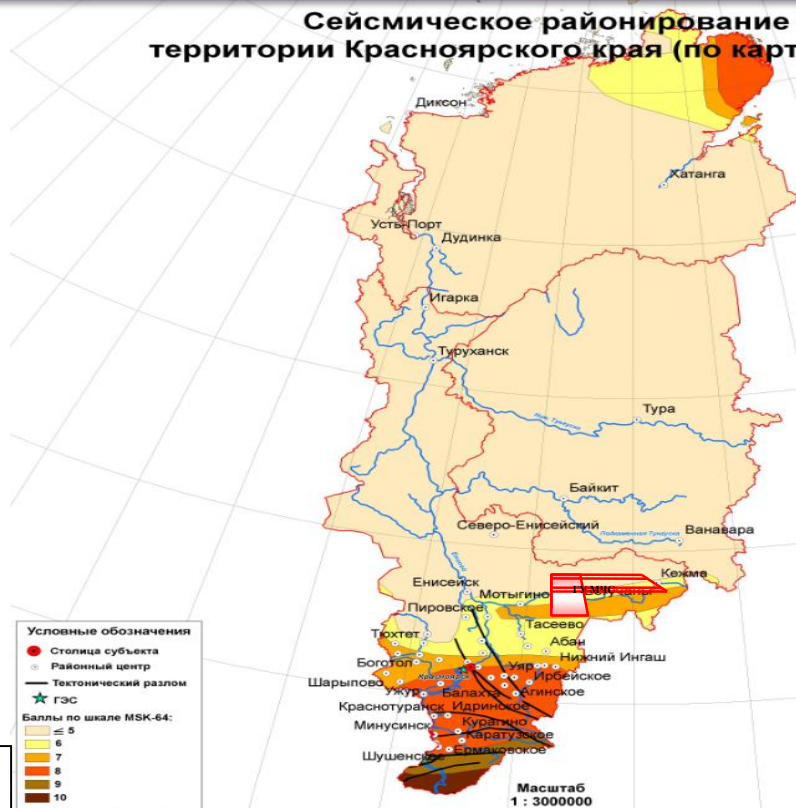 Сейсмическое районирование
территории Красноярского края (по карт
Диксон
Хатанга
Усть-Порт
Дудинка
Игарка
Туруханск
Тура
Байкит
Северо-Енисейский
Подкаменная Тунгуска
Ванавара
Кежма
Енисейск
Мотыгино
Пировское
Тасеево
Тюхтет
Абан
Нижний Ингаш
Боготол
Уяр
Красноярск
Ирбейское
Шарыпово
Ужур
Балахта
Агинское
Краснотуранск
Идринское
Минусинск
Курагино
Каратузское
Ермаковское
Шушенское
Условные обозначения
Столица субъекта
Районный центр
Тектонический разлом
ГЭС
Баллы по шкале MSK-64:
≤ 5
6
7
8
9
10
Масштаб
1 : 3000000